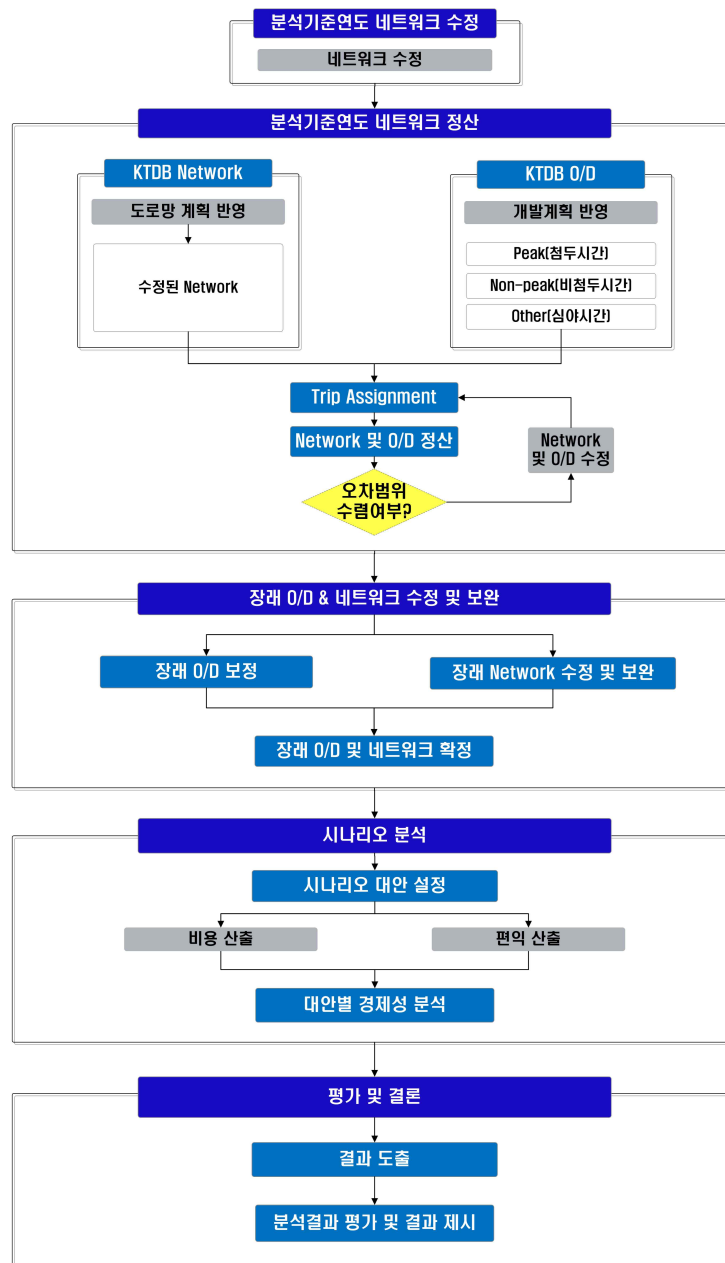 분석기준연도 네트워크 수정
네트워크 수정
분석기준연도 네트워크 정산
KTDB Network
도로망 계획 반영
수정된 Network
KTDB O/D
개발계획 반영
Peak(첨두시간)
Non-peak(비첨두시간)
Other(심야시간)
Trip Assignment
Network 및 O/D 정산
Network
및 O/D 수정
오차범위
수렴여부?
장래 O/D & 네트워크 수정 및 보완
장래 O/D 보정
장래 Network 수정 및 보완
장래 O/D 및 네트워크 확정
시나리오 분석
시나리오 대안 설정
비용 산출
편익 산출
대안별 경제성 분석
평가 및 결론
결과 도출
분석결과 평가 및 결과 제시